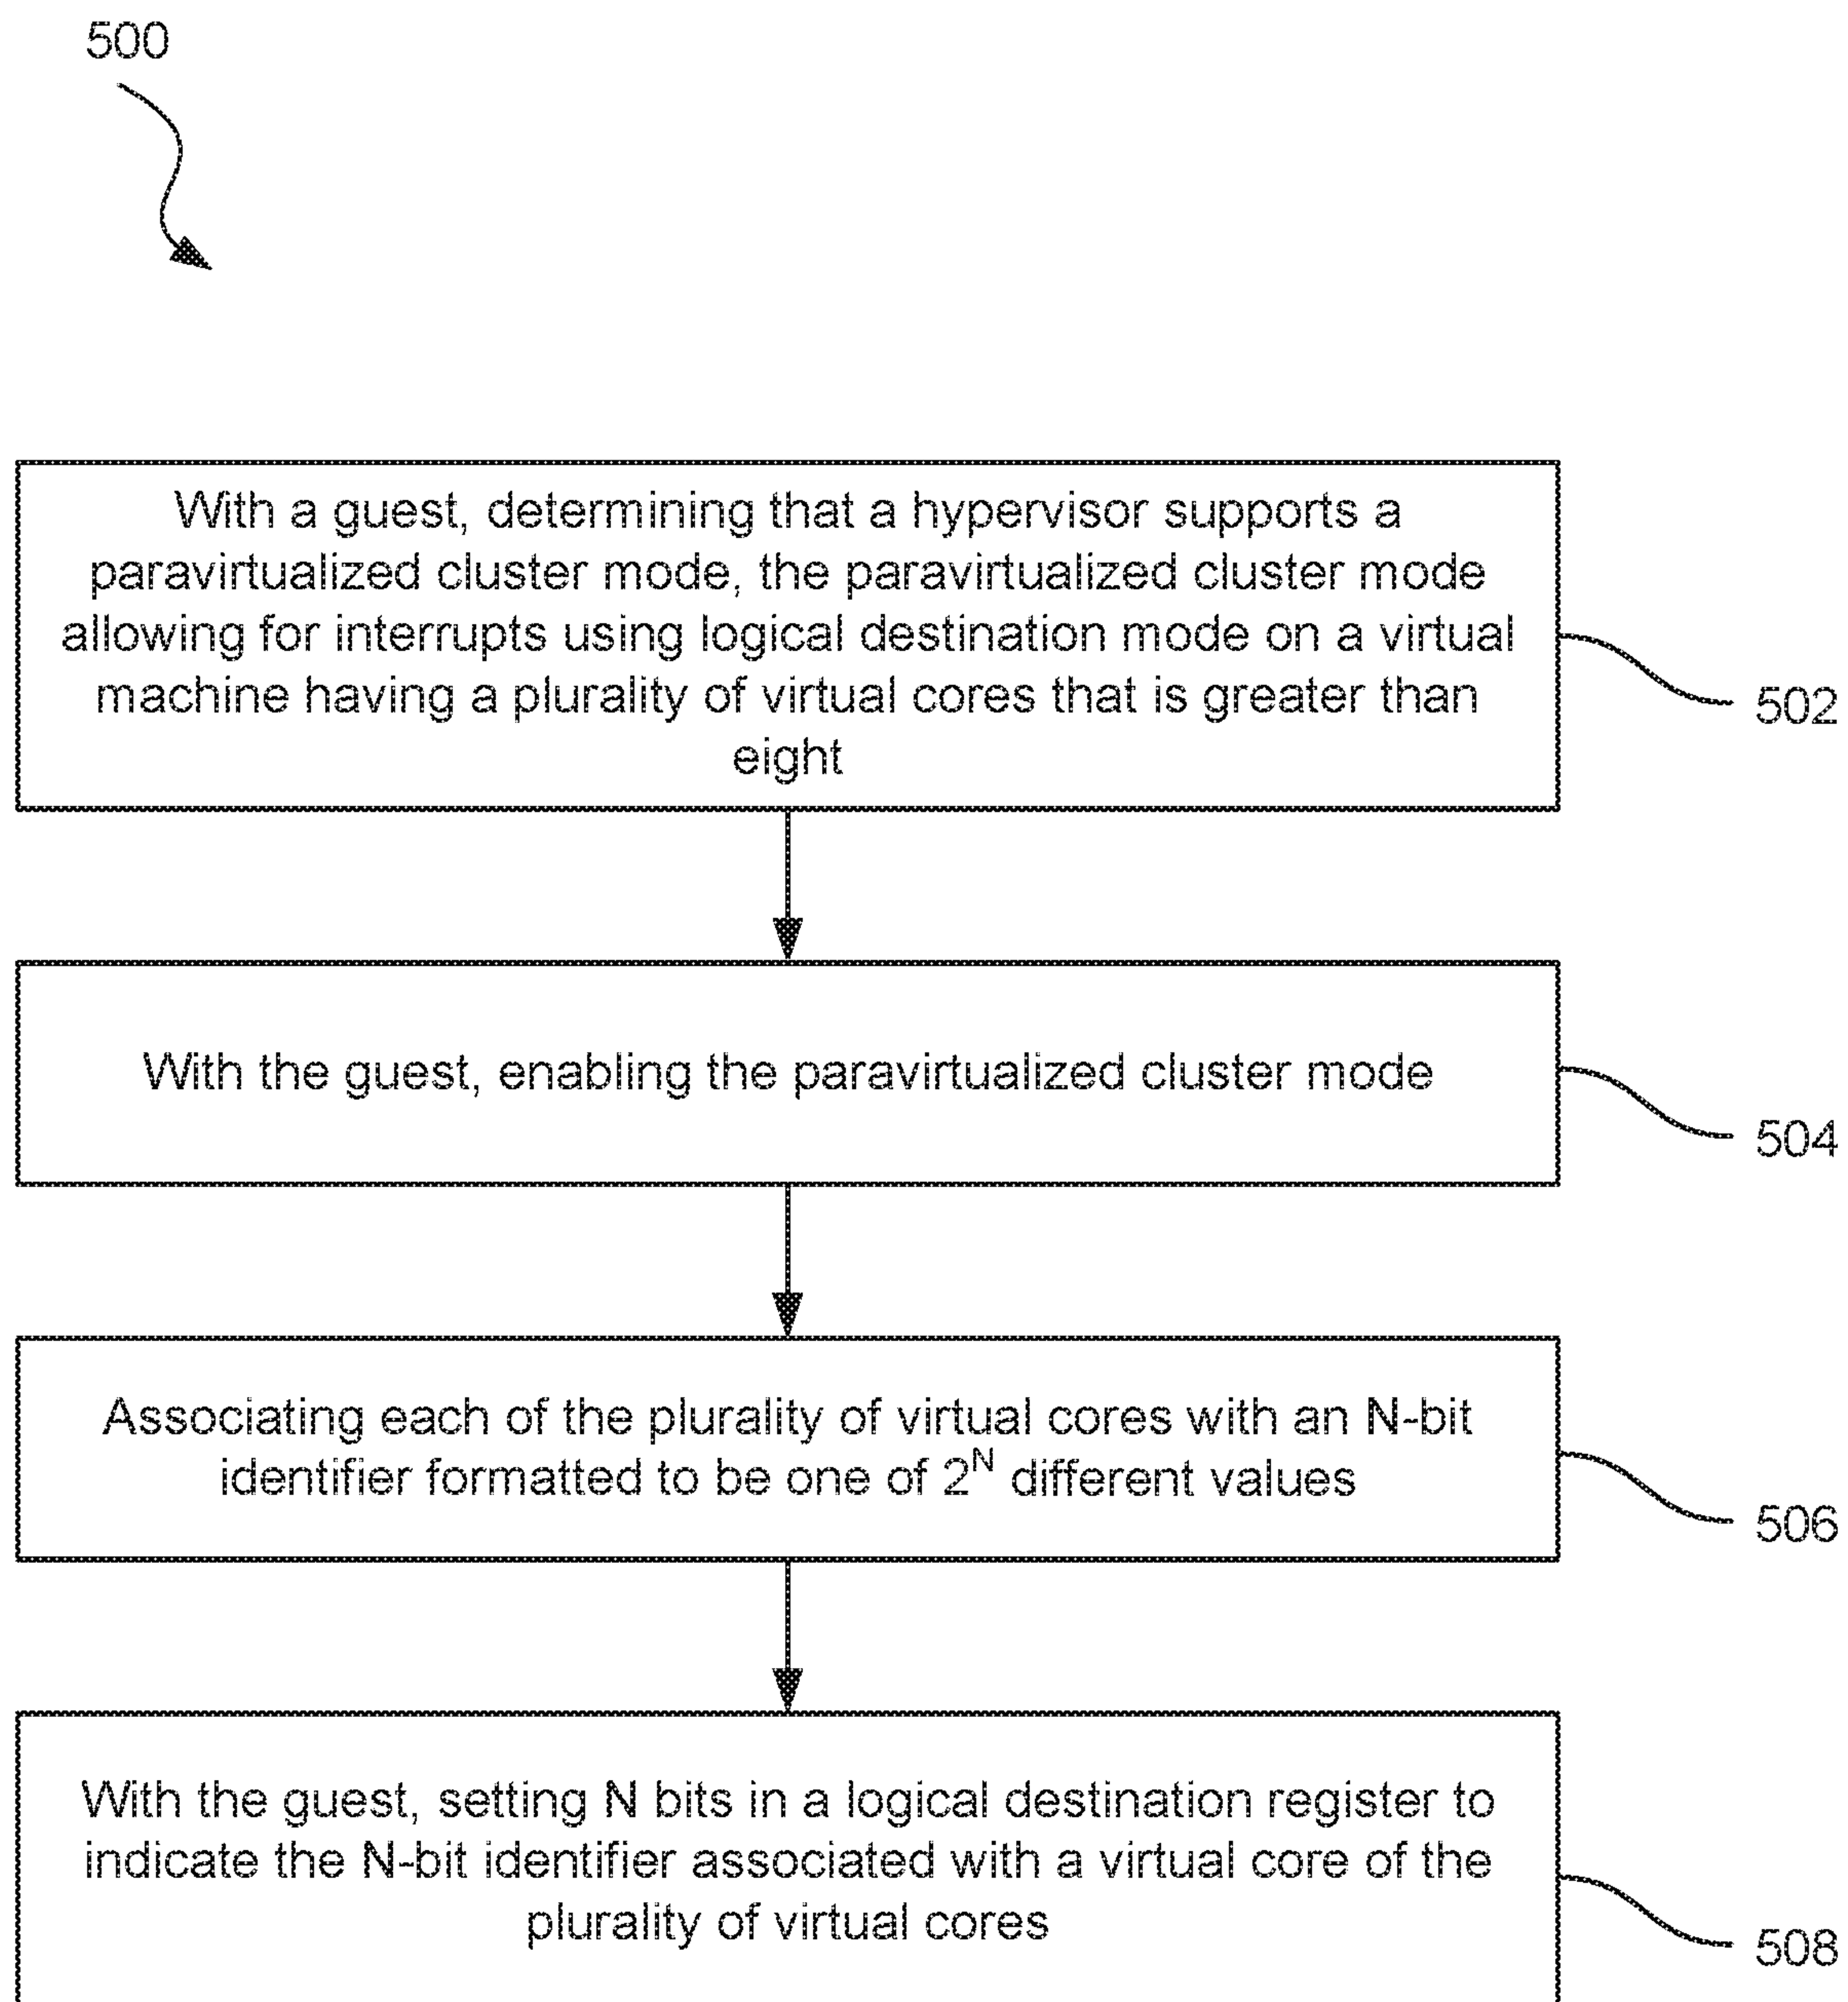 500
With a guest, determining that a hypervisor supports a
paravirtualized cluster mode, the paravirtualized cluster mode
allowing for interrupts using logical destination mode on a virtual
machine having a plurality of virtual cores that is greater than
eight
502
With the guest, enabling the paravirtualized cluster mode
504
Associating each of the plurality of virtual cores with an N-bit
identifier formatted to be one of 2^N different values
506
With the guest, setting N bits in a logical destination register to
indicate the N-bit identifier associated with a virtual core of the
plurality of virtual cores
508